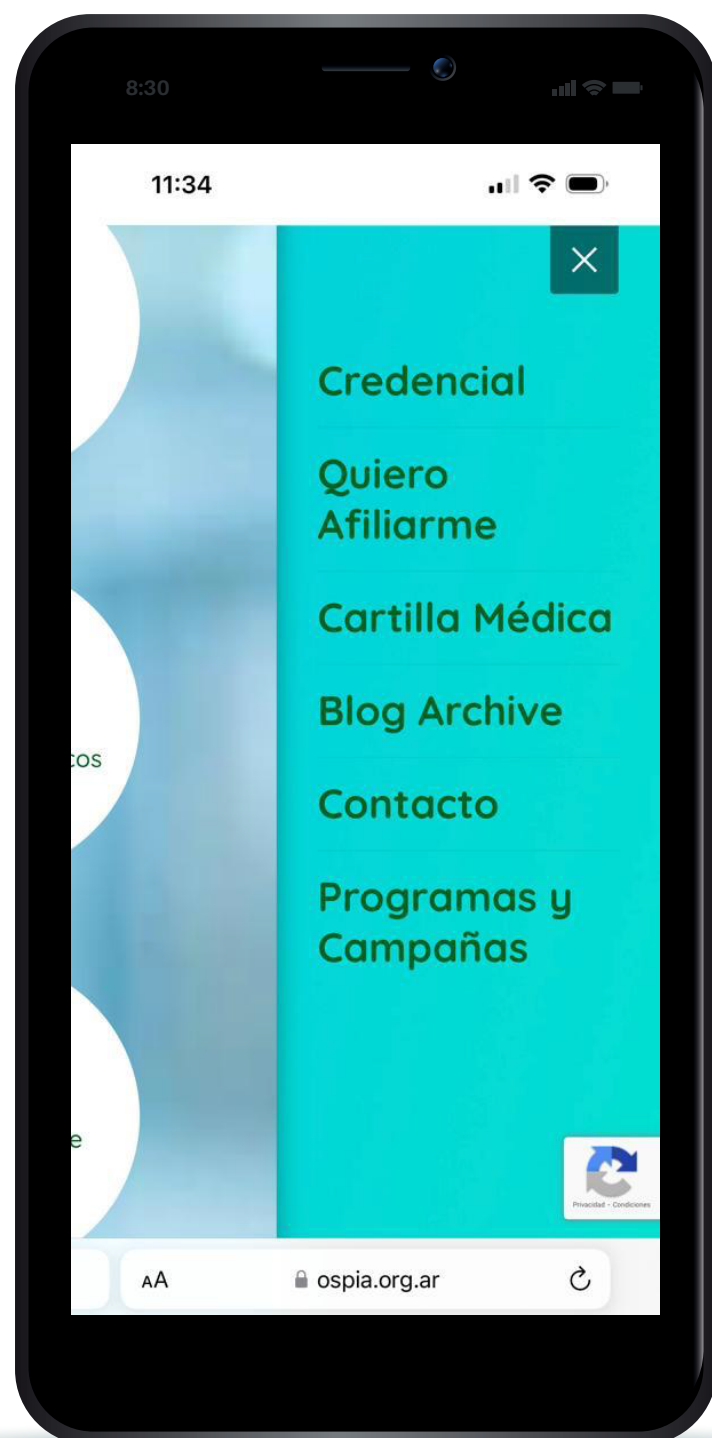 8:30
11:34
Credencial
Quiero
Afiliarme
Cartilla Médica
Blog Archive
cos
Contacto
Programas y
Campañas
e
Privacidad - Condiciones
AA
ospia.org.ar